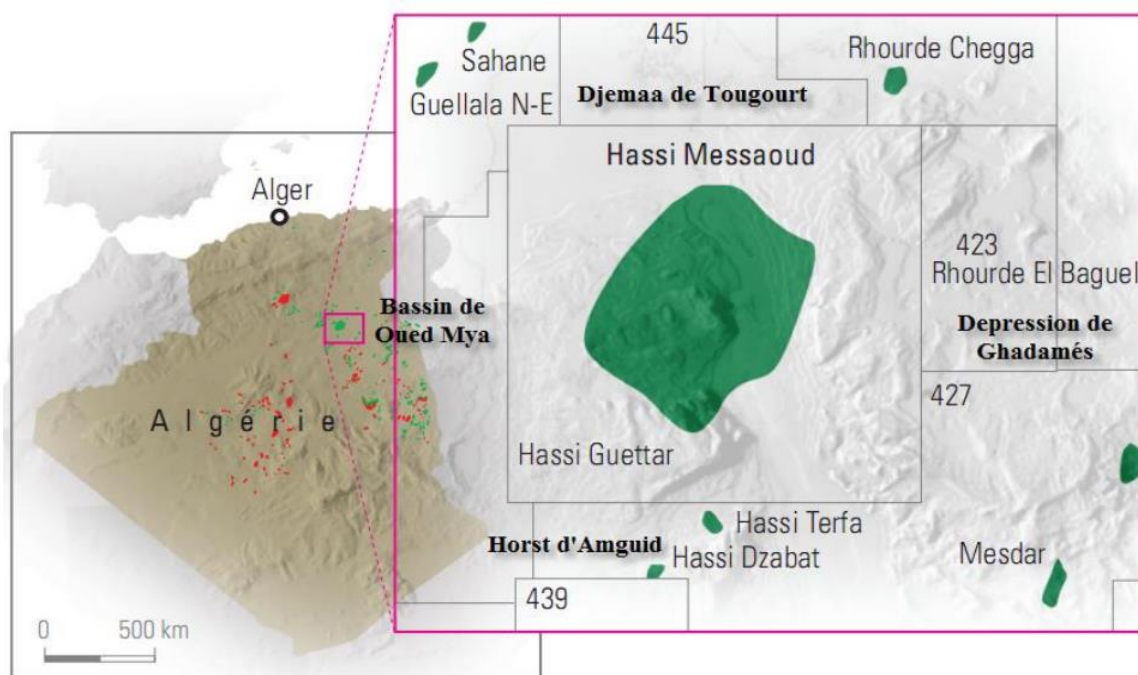 445
Rhourde Chegga
Sahane
Guellala N-E
Djemaa de Tougourt
Hassi Messaoud
Alger
423
Rhourde El Baguel
Bassin de
Oued Mya
Depression de
Ghadamés
427
Algérie
Hassi Guettar
Hassi Terfa
Horst d'Amguid
Hassi Dzabat
Mesdar
439
0 500 km